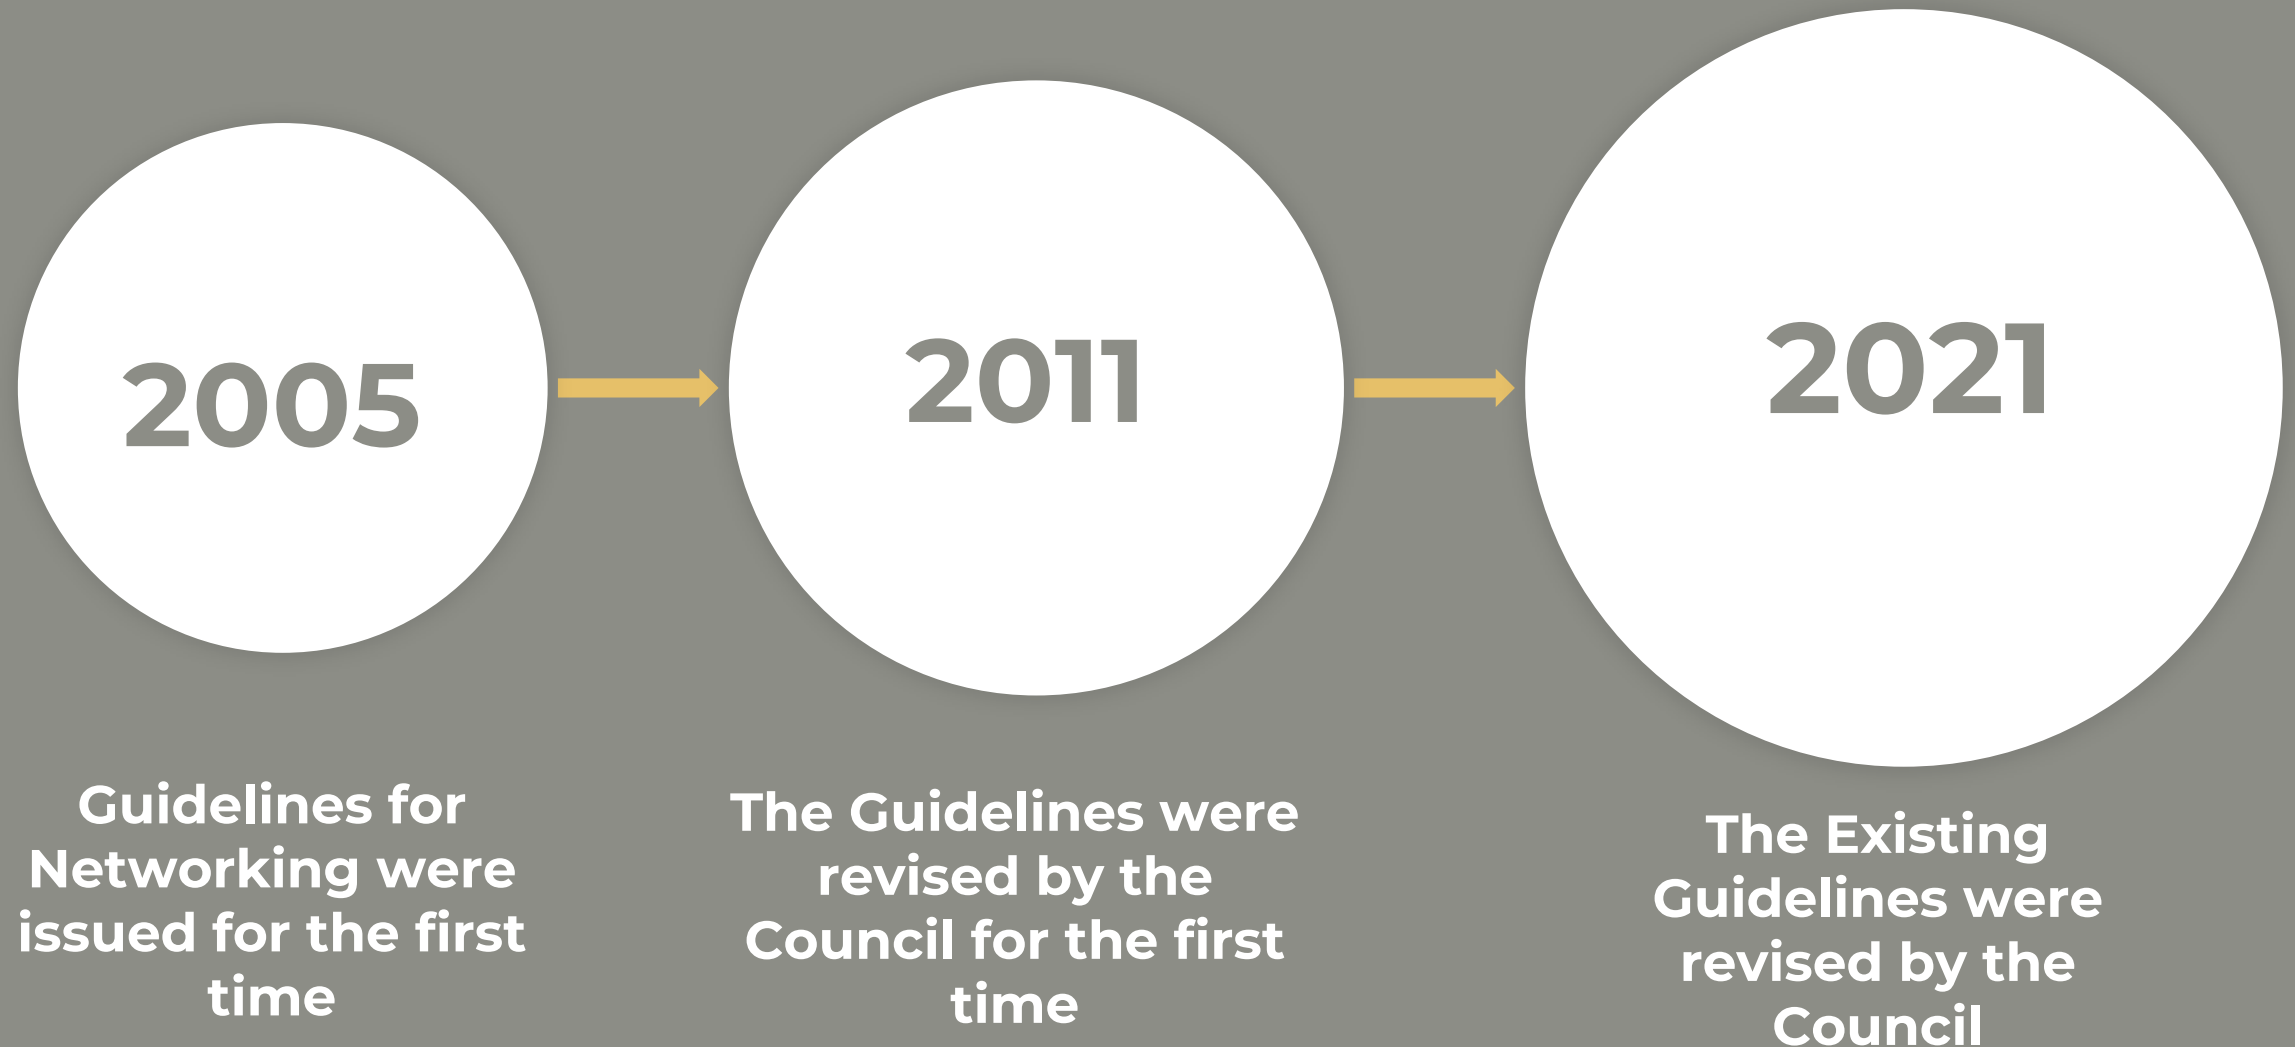 2005
Guidelines for
Networking were
issued for the first
time
2011
The Guidelines were
revised by the
Council for the first
time
2021
The Existing
Guidelines were
revised by the
Council